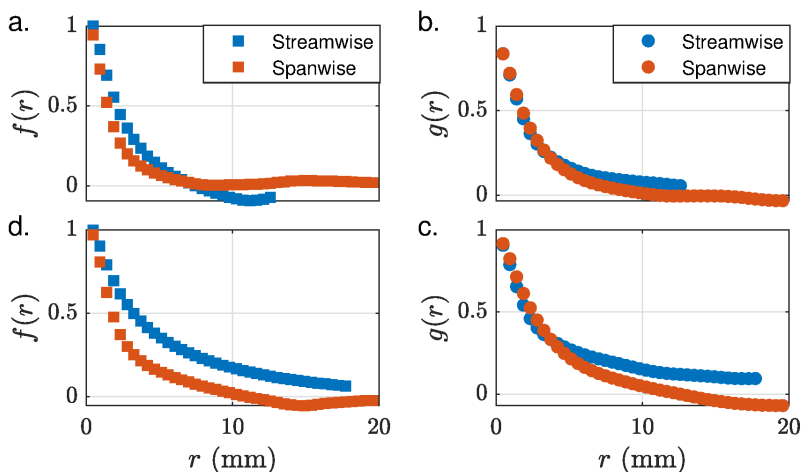 a.
1
0.5
0
f(r)
Streamwise
Spanwise
b.
1
0.5
0
g(r)
Streamwise
Spanwise
d.
1
0.5
0
f(r)
0
10
20
r (mm)
c.
1
0.5
0
g(r)
0
10
20
r (mm)